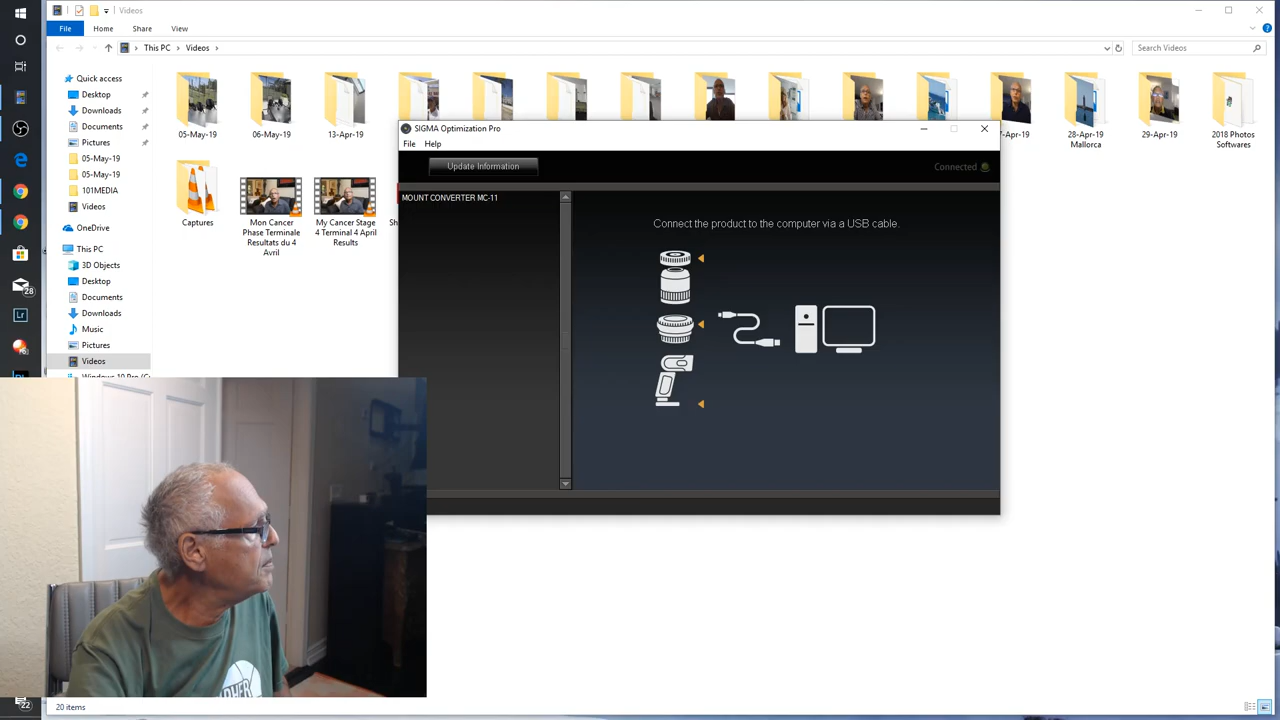 Videos
File
Home
Share
View
This PC
Videos
Search Videos
Quick access
Desktop
Downloads
Documents
Pictures
05-May-19
05-May-19
101MEDIA
Videos
OneDrive
This PC
3D Objects
Desktop
Documents
Downloads
Music
Pictures
Videos
05-May-19
06-May-19
13-Apr-19
28-Apr-19
Mallorca
29-Apr-19
2018 Photos
Softwares
Captures
Mon Cancer
Phase Terminale
Resultats du 4
Avril
My Cancer Stage
4 Terminal 4 April
Results
SIGMA Optimization Pro
File
Help
Update Information
Connected
MOUNT CONVERTER MC-11
Connect the product to the computer via a USB cable.
28
Lr
22
20 items